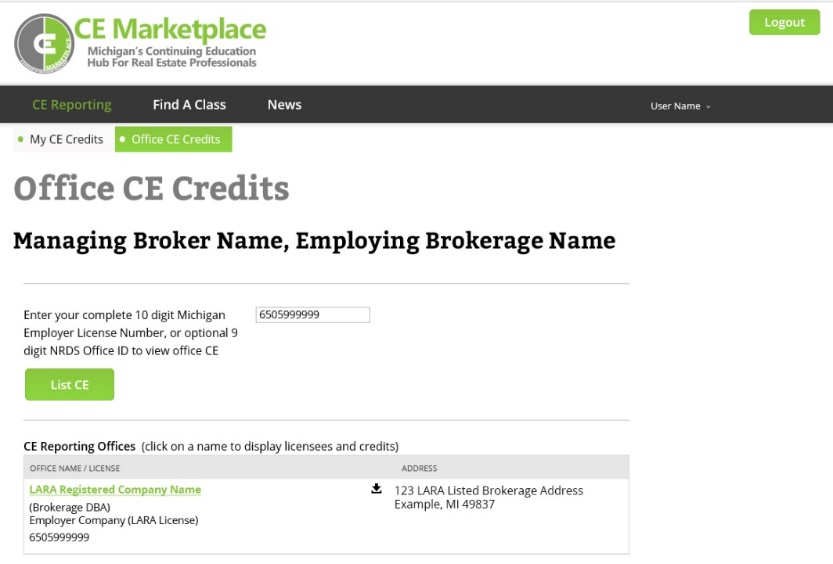 CE Marketplace
Michigan's Continuing Education
Hub For Real Estate Professionals
Logout
CE Reporting Find A Class News User Name
My CE Credits Office CE Credits
Office CE Credits
Managing Broker Name, Employing Brokerage Name
Enter your complete 10 digit Michigan 6505999999
Employer License Number, or optional 9
digit NRDS Office ID to view office CE
List CE
CE Reporting Offices (click on a name to display licensees and credits)
OFFICE NAME / LICENSE ADDRESS
LARA Registered Company Name 123 LARA Listed Brokerage Address
Example, MI 49837
(Brokerage DBA)
Employer Company (LARA License)
6505999999